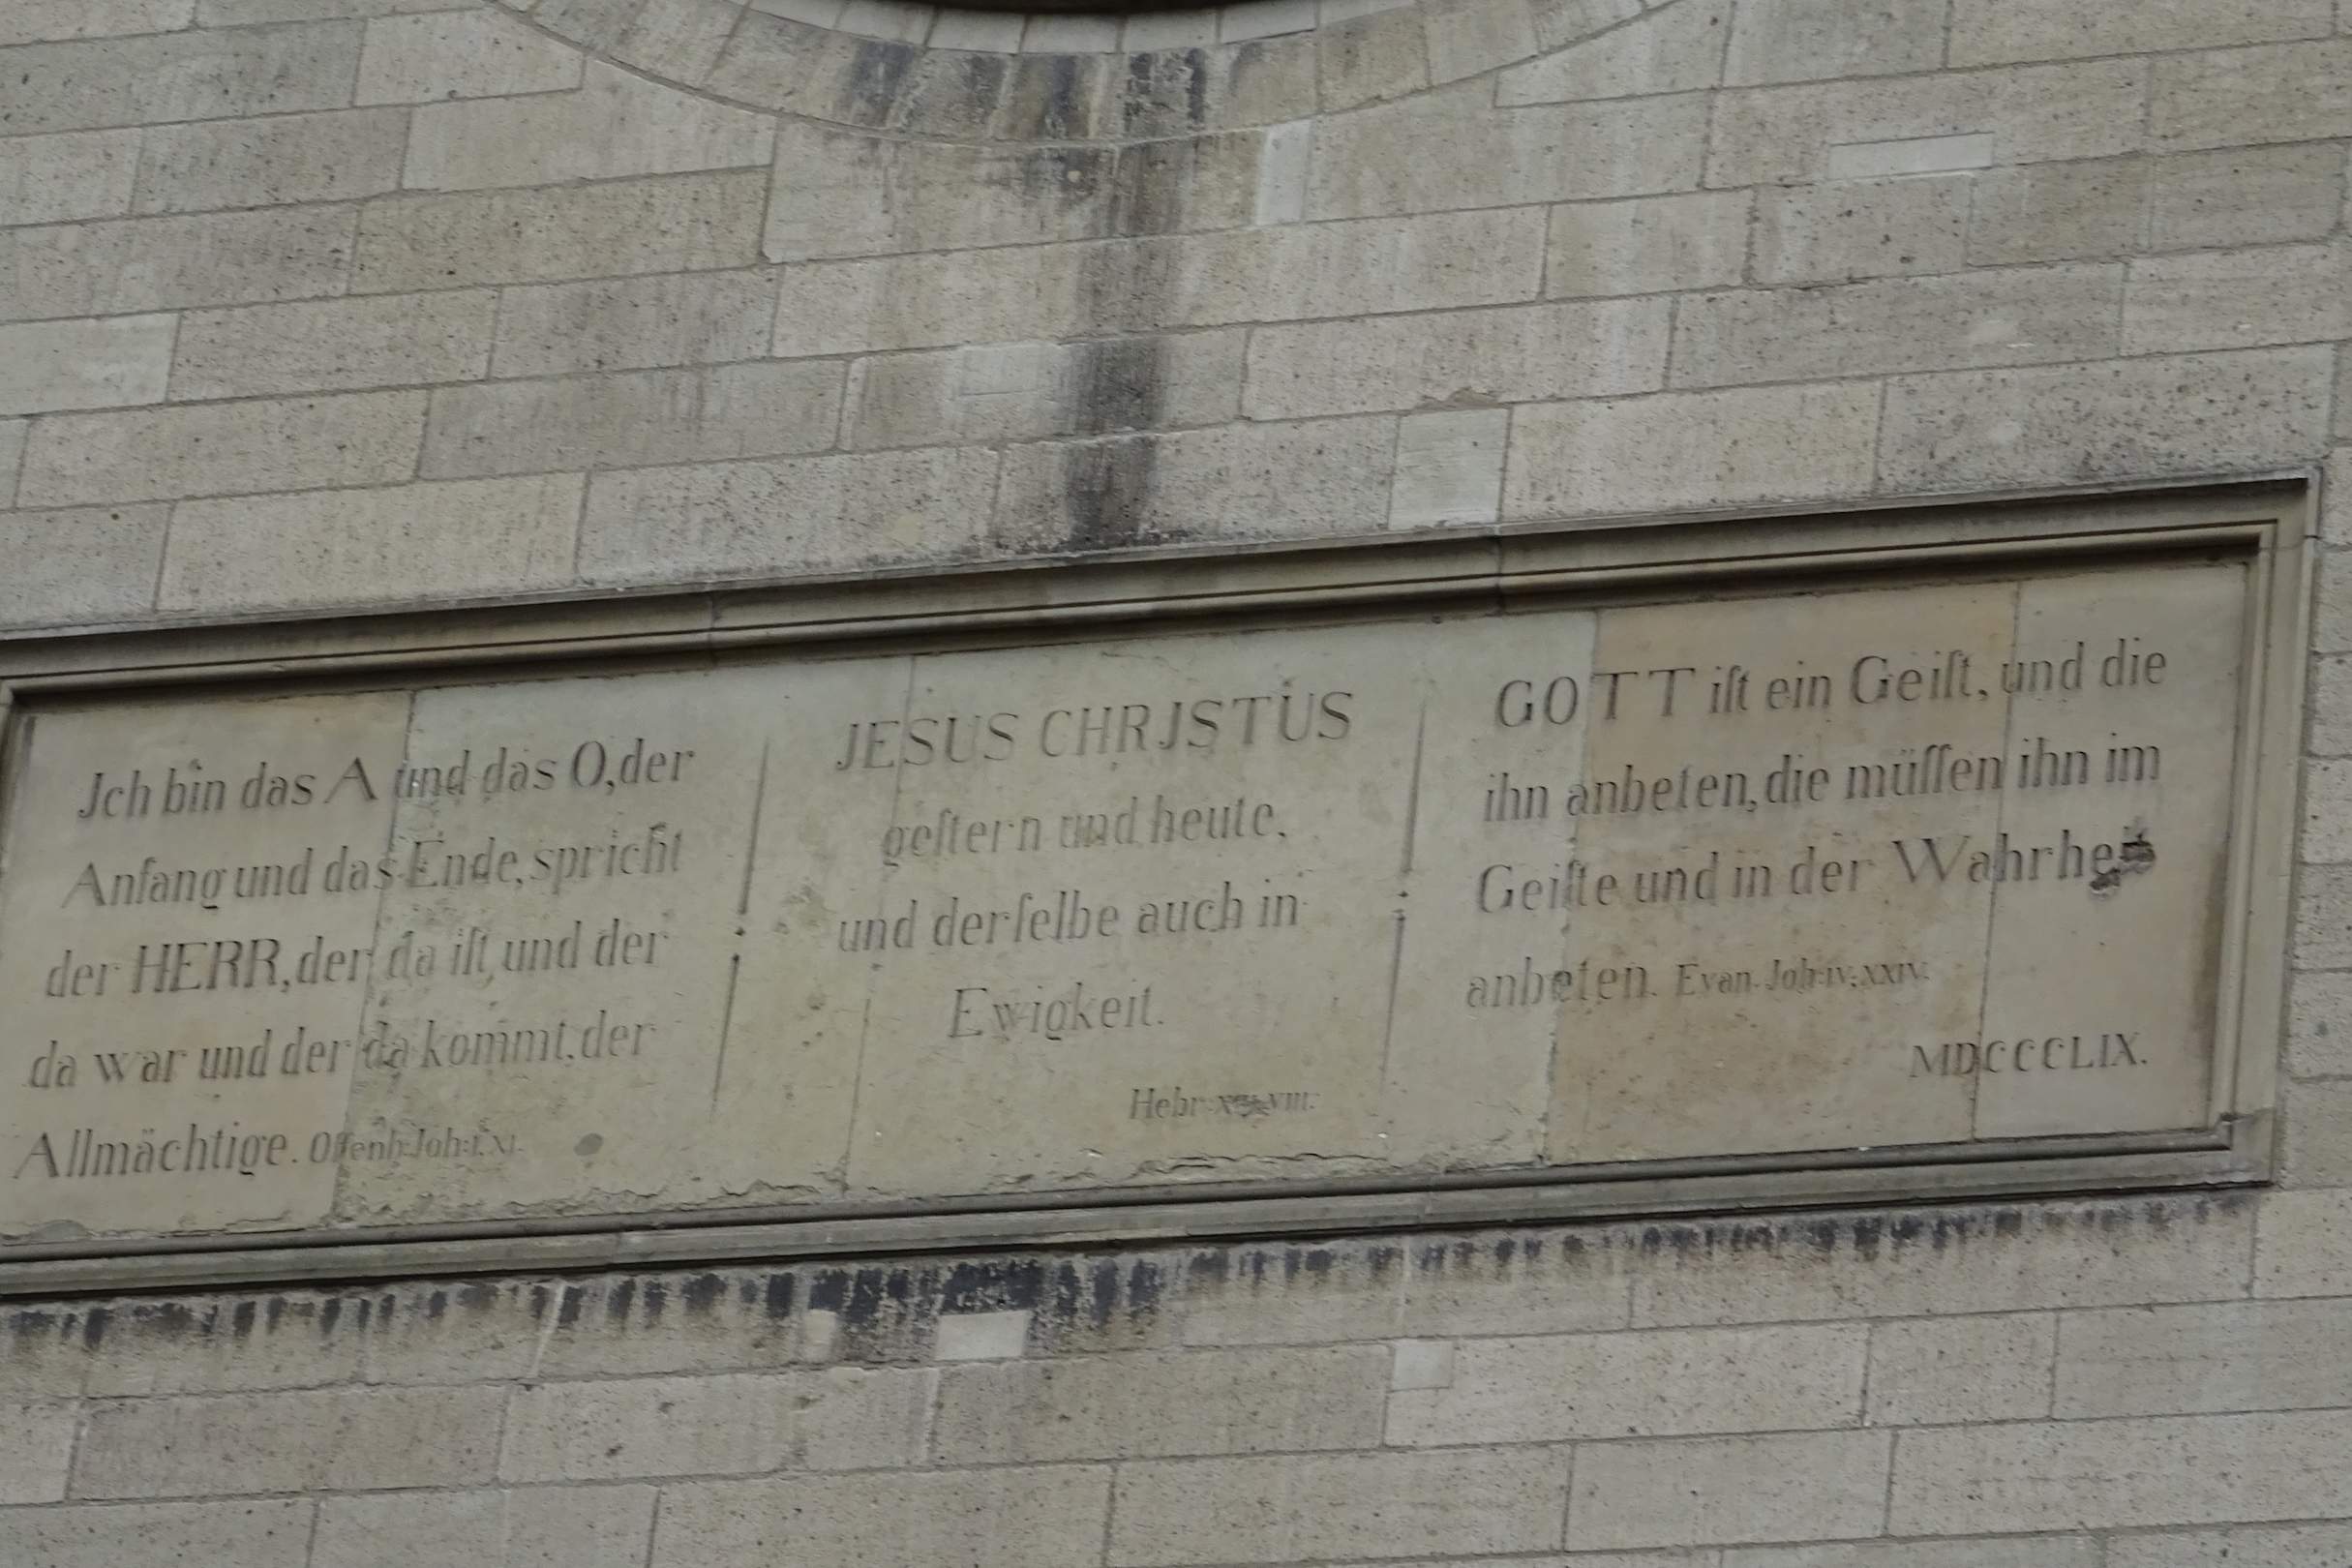 Jch bin das A und das O, der
Anfang und das Ende, spricht
der HERR, der da iſt, und der
da war und der da kommt, der
Allmächtige. Offenb: Joh: I. XI.
JESUS CHRJSTUS
geſtern und heute,
und derſelbe auch in
Ewigkeit.
Hebr: VIII:
GOTT iſt ein Geiſt, und die
ihn anbeten, die müſſen ihn im
Geiſte und in der Wahrheit
anbeten. Evan. Joh: IV: XXIV.
MDCCCLIX.